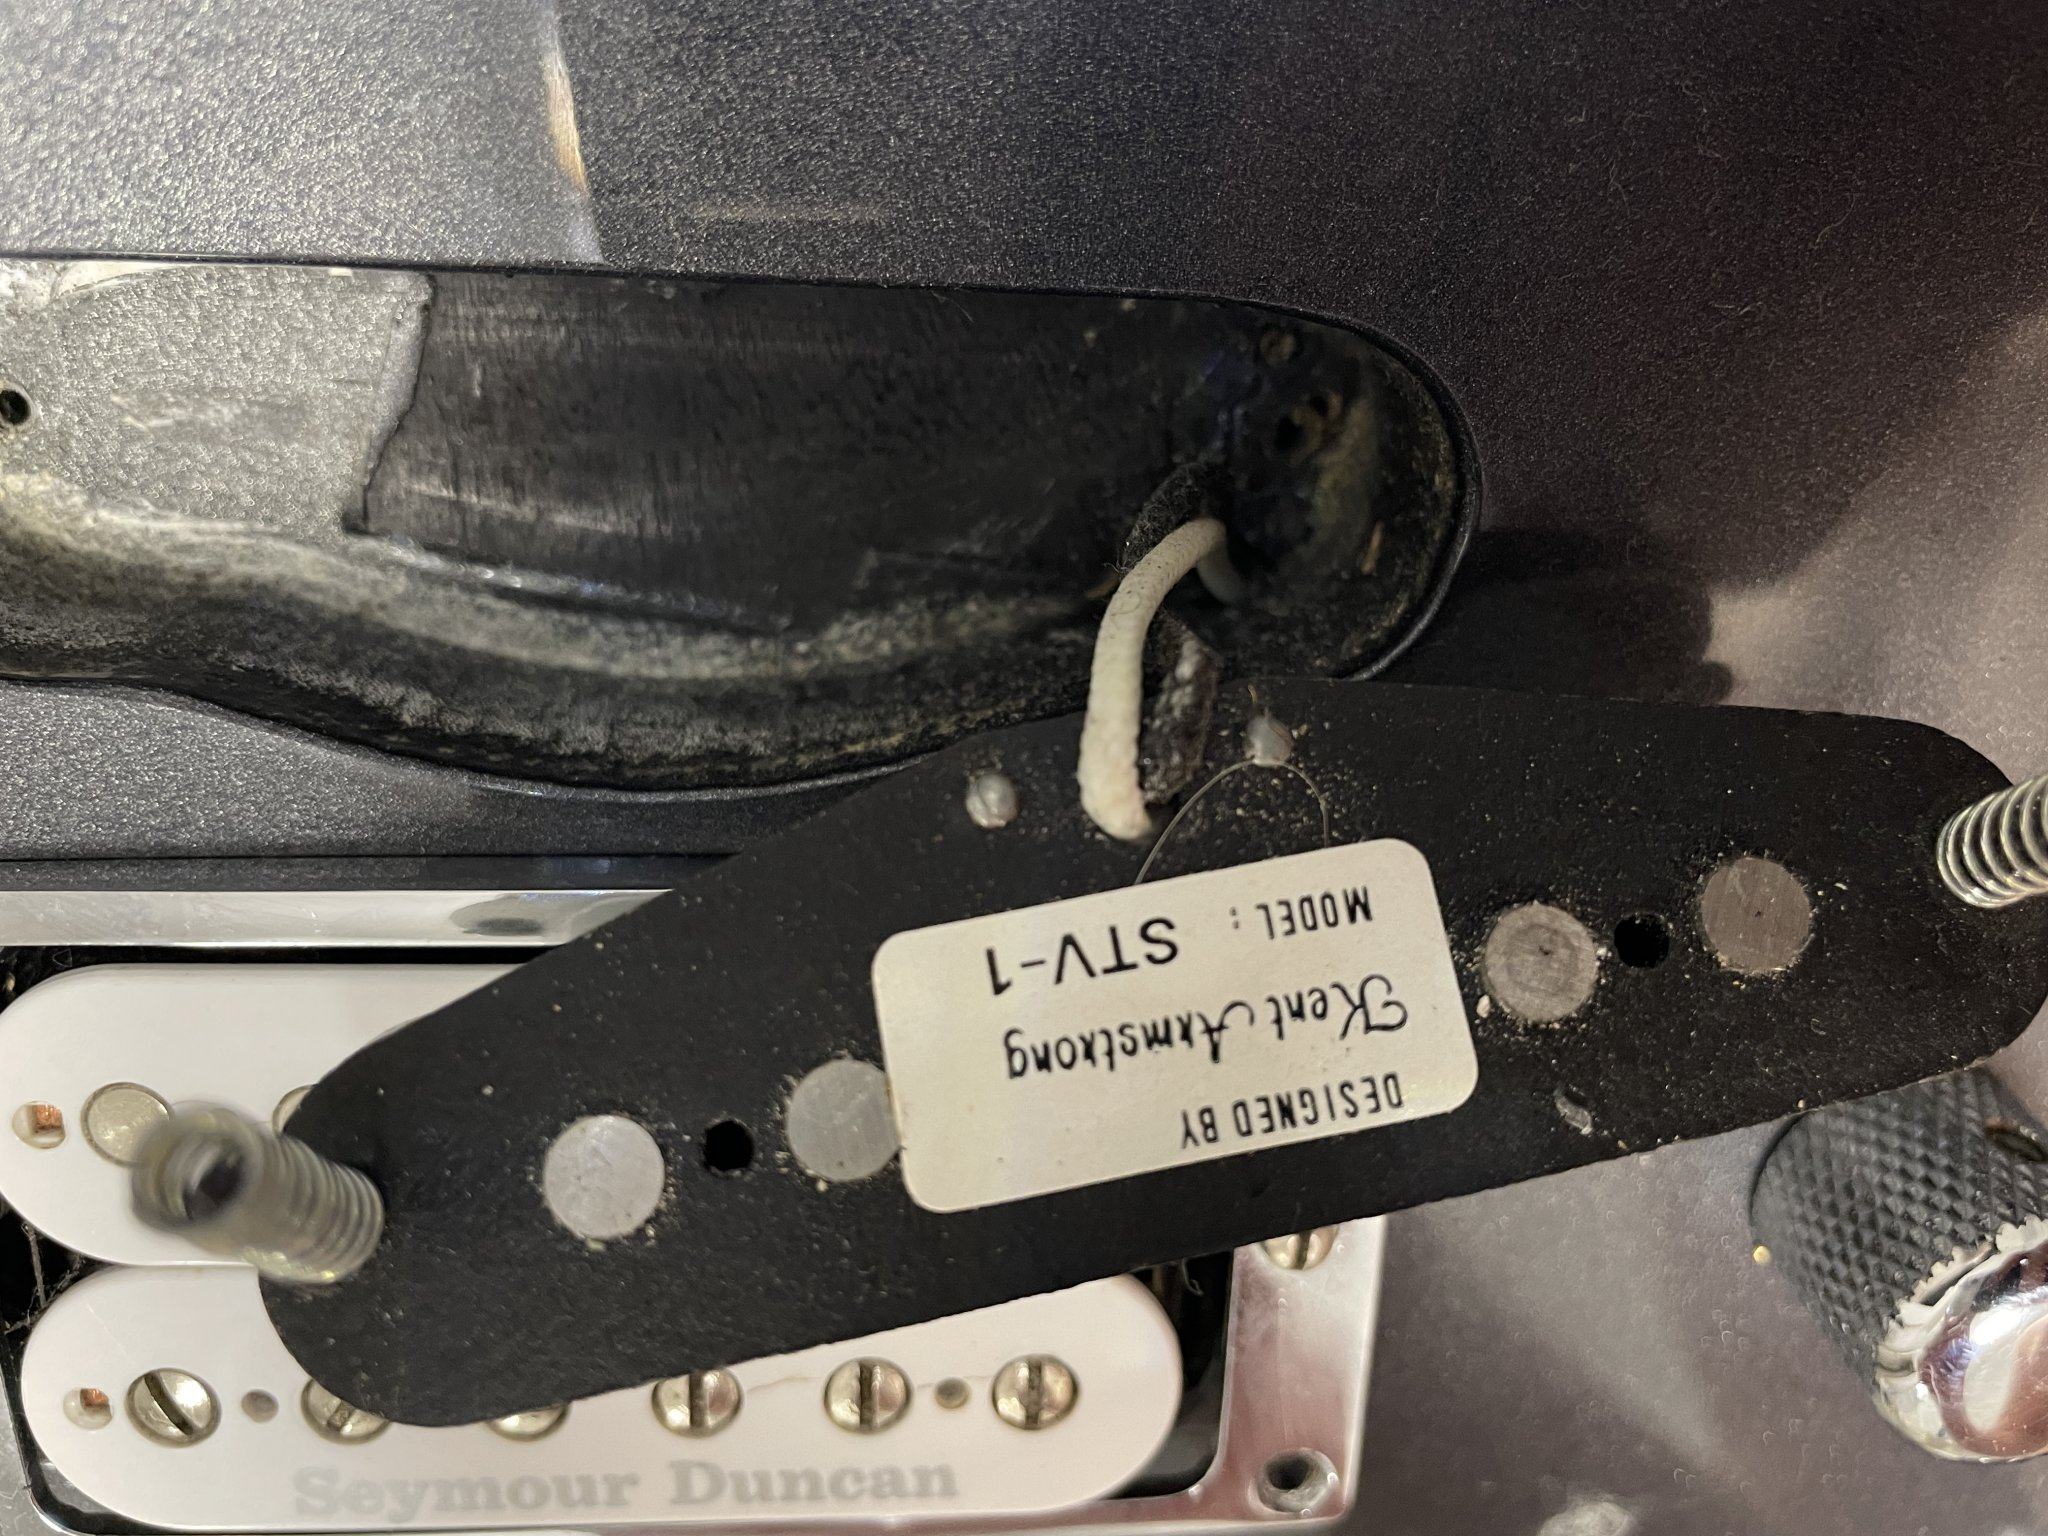 DESIGNED BY
Kent Armstrong
MODEL: STV-1
Seymour Duncan